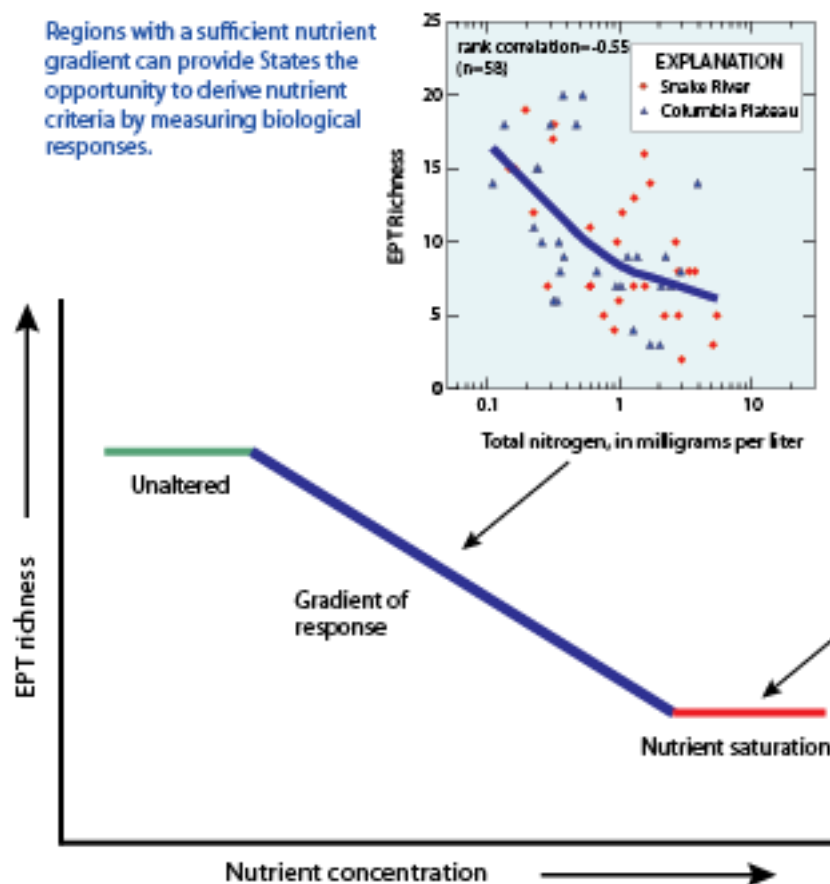 Regions with a sufficient nutrient
gradient can provide States the
opportunity to derive nutrient
criteria by measuring biological
responses.
25
20
15
10
5
0
EPT Richness
rank correlation=-0.55
(n=58)
EXPLANATION
Snake River
Columbia Plateau
0.1
1
10
Total nitrogen, in milligrams per liter
Unaltered
Gradient of
response
Nutrient saturation
EPT richness
Nutrient concentration